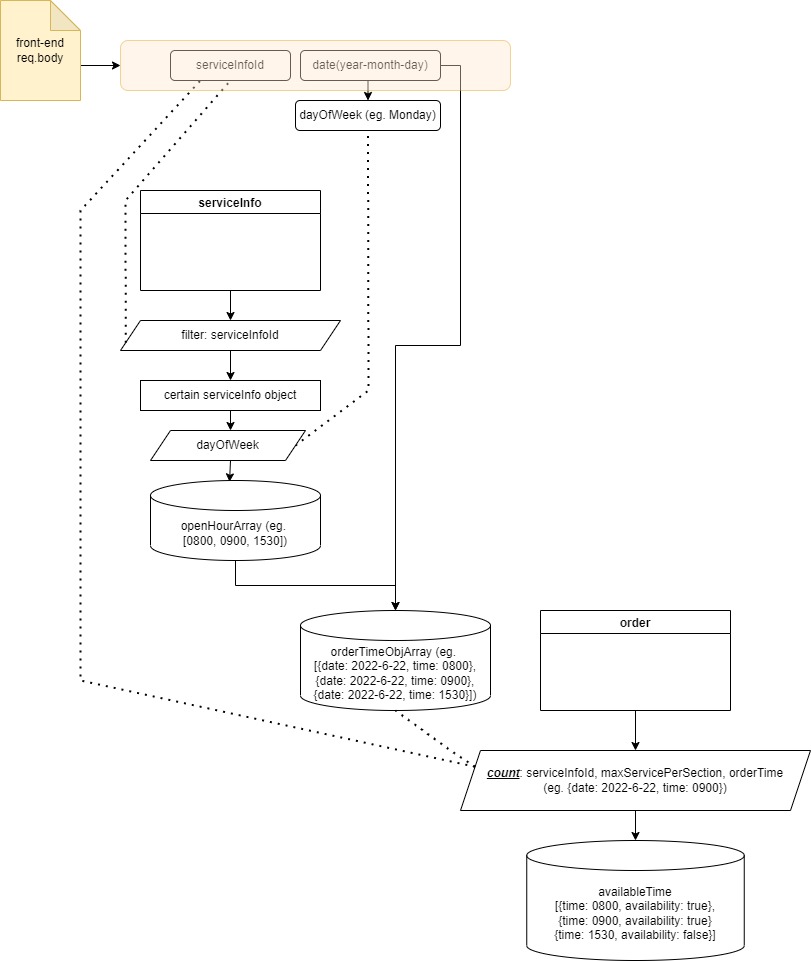 front-end
req.body
serviceInfoId
date(year-month-day)
dayOfWeek (eg. Monday)
serviceInfo
filter: serviceInfoId
certain serviceInfo object
dayOfWeek
openHourArray (eg.
[0800, 0900, 1530])
orderTimeObjArray (eg.
[{date: 2022-6-22, time: 0800},
{date: 2022-6-22, time: 0900},
{date: 2022-6-22, time: 1530}])
order
count: serviceInfoId, maxServicePerSection, orderTime
(eg. {date: 2022-6-22, time: 0900})
availableTime
[{time: 0800, availability: true},
{time: 0900, availability: true}
{time: 1530, availability: false}]